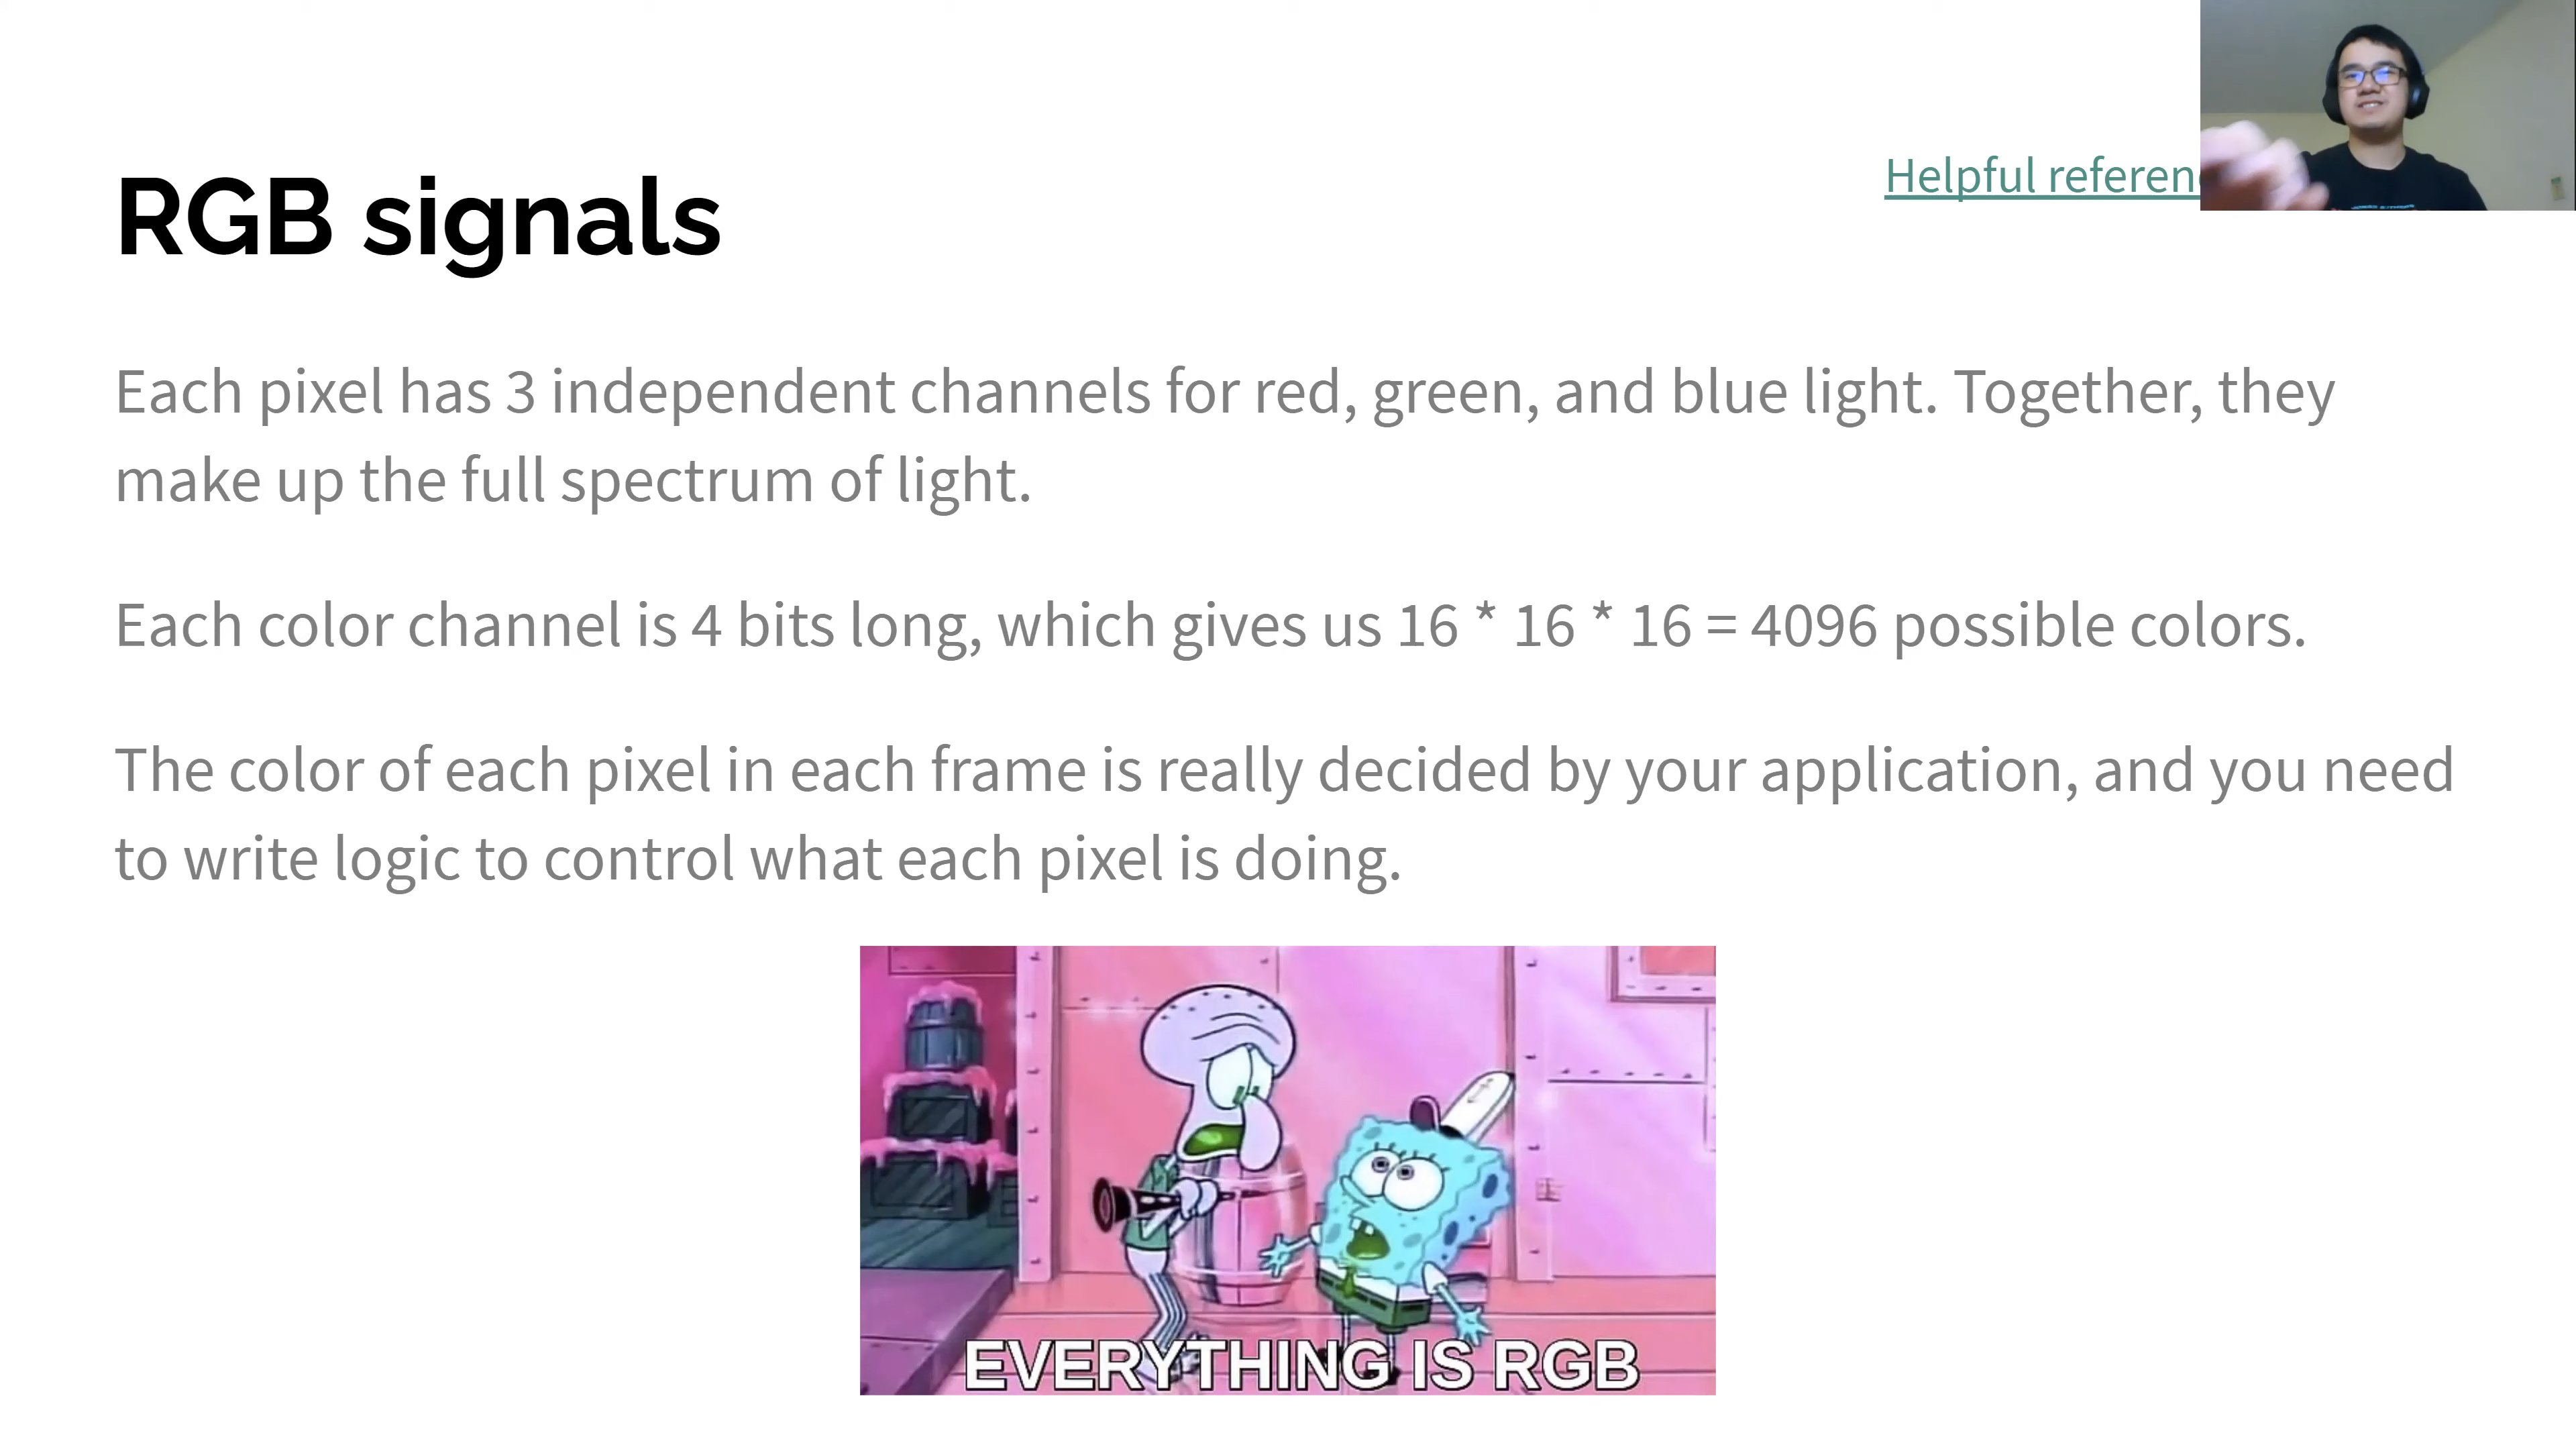 RGB signals
Helpful
Each pixel has 3 independent channels for red, green, and blue light. Together, they
make up the full spectrum of light.
Each color channel is 4 bits long, which gives us 16 * 16 * 16 = 4096 possible colors.
The color of each pixel in each frame is really decided by your application, and you need
to write logic to control what each pixel is doing.
EVERYTHING IS RGB